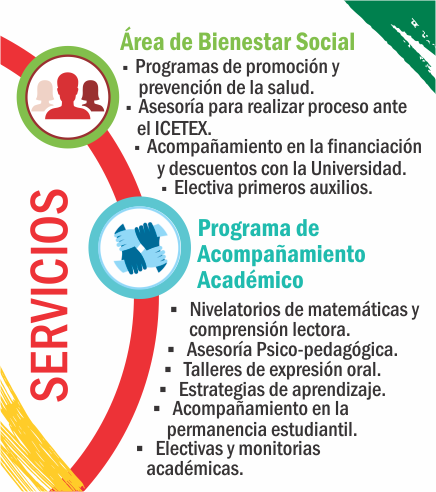 Área de Bienestar Social
▪ Programas de promoción y
prevención de la salud.
▪ Asesoría para realizar proceso ante
el ICETEX.
▪ Acompañamiento en la financiación
y descuentos con la Universidad.
▪ Electiva primeros auxilios.
SERVICIOS
Programa de
Acompañamiento
Académico
▪ Nivelatorios de matemáticas y
comprensión lectora.
▪ Asesoría Psico-pedagógica.
▪ Talleres de expresión oral.
▪ Estrategias de aprendizaje.
▪ Acompañamiento en la
permanencia estudiantil.
▪ Electivas y monitorias
académicas.